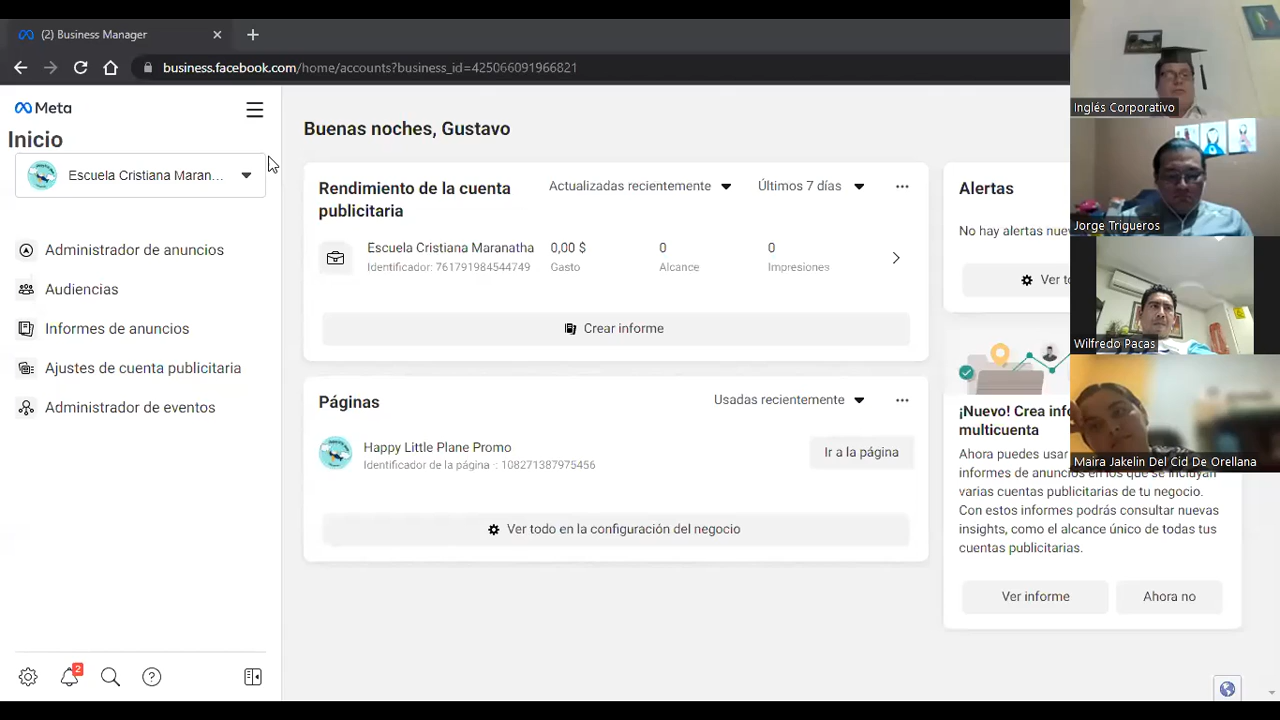 (2) Business Manager
business.facebook.com/home/accounts?business_id=425066091966821
Meta
Inicio
Escuela Cristiana Maran...
Administrador de anuncios
Audiencias
Informes de anuncios
Ajustes de cuenta publicitaria
Administrador de eventos
2
Buenas noches, Gustavo
Rendimiento de la cuenta
publicitaria
Actualizadas recientemente
Últimos 7 días
Escuela Cristiana Maranatha
Identificador: 761791984544749
0,00 $
Gasto
0
Alcance
0
Impresiones
Crear informe
Páginas
Usadas recientemente
Happy Little Plane Promo
Identificador de la página : 108271387975456
Ir a la página
Ver todo en la configuración del negocio
Alertas
No hay alertas nue
Ver to
¡Nuevo! Crea info
multicuenta
Ahora puedes usar
informes de anuncios en los que se incluyan
varias cuentas publicitarias de tu negocio.
Con estos informes podrás consultar nuevas
insights, como el alcance único de todas tus
cuentas publicitarias.
Ver informe
Ahora no
Inglés Corporativo
Jorge Trigueros
Wilfredo Pacas
Maira Jakelin Del Cid De Orellana